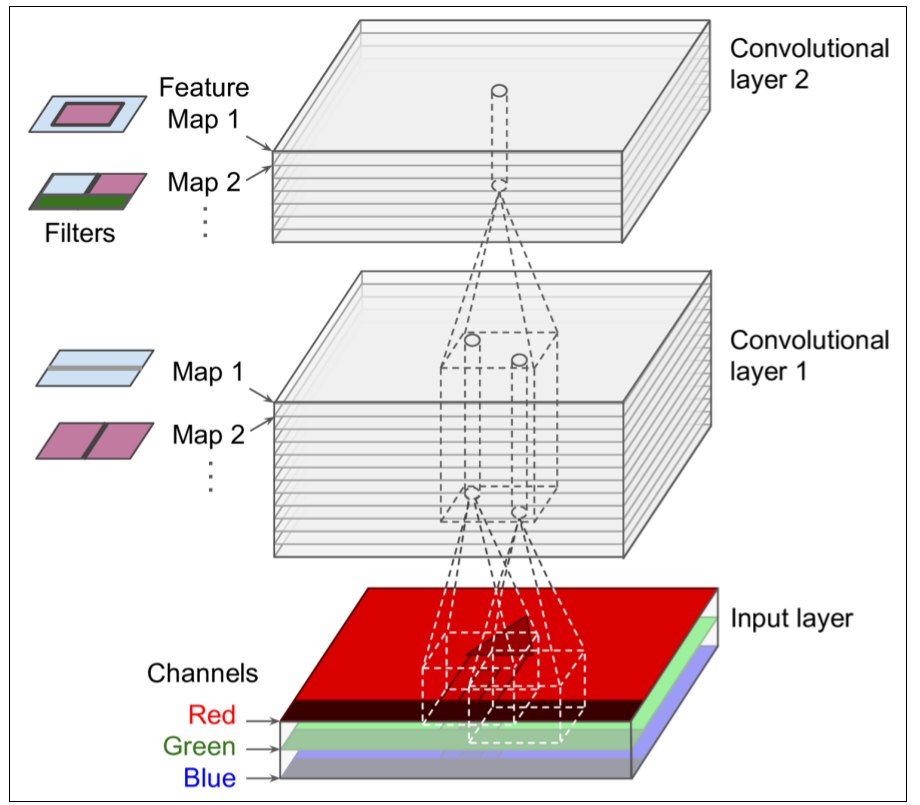 Convolutional
layer 2
Feature
Map 1
Map 2
Filters
Convolutional
layer 1
Map 1
Map 2
Input layer
Channels
Red
Green
Blue